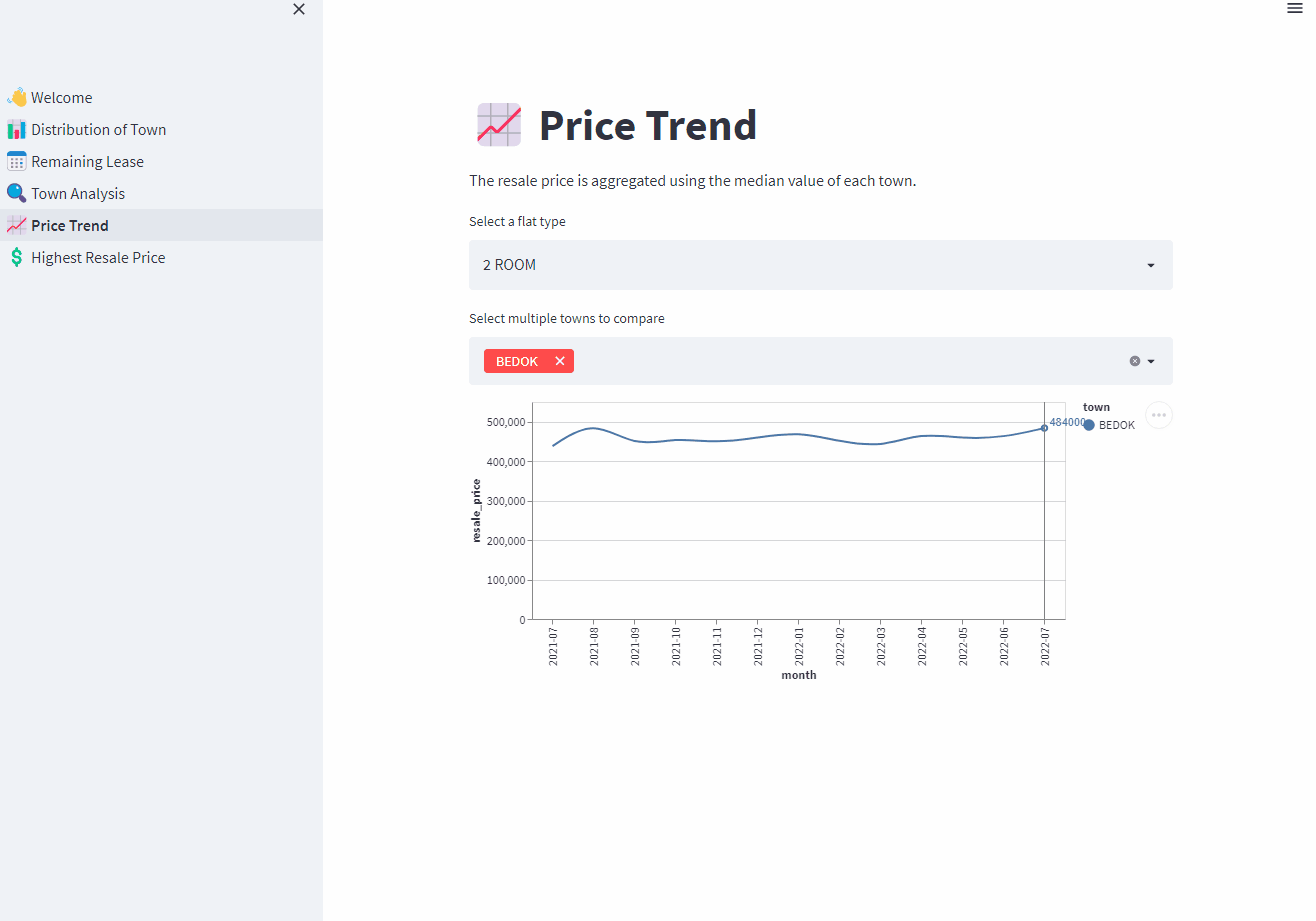 Welcome
Distribution of Town
Remaining Lease
Town Analysis
Price Trend
Highest Resale Price
Price Trend
The resale price is aggregated using the median value of each town.
Select a flat type
2 ROOM
Select multiple towns to compare
BEDOK
town
BEDOK
484000
resale_price
500,000
400,000
300,000
200,000
100,000
0
2021-07
2021-08
2021-09
2021-10
2021-11
2021-12
2022-01
2022-02
2022-03
2022-04
2022-05
2022-06
2022-07
month